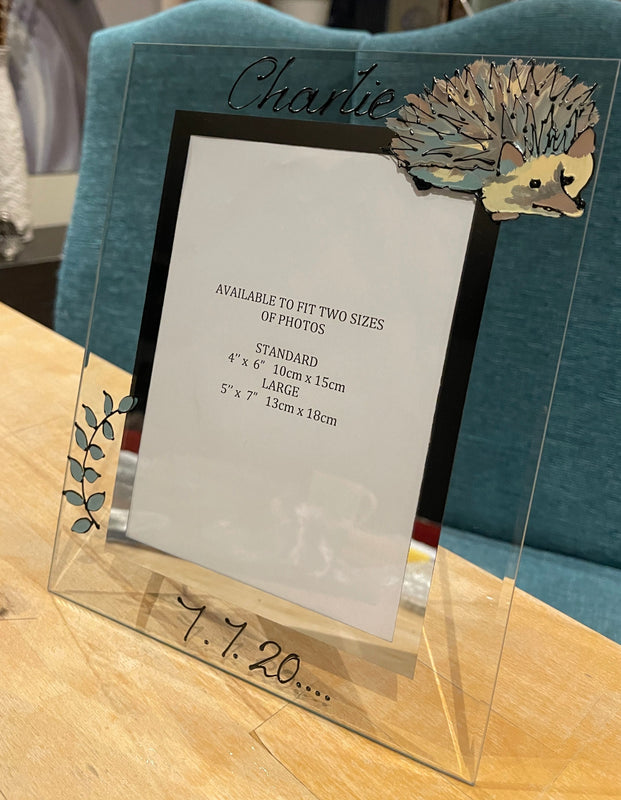 Charlie
AVAILABLE TO FIT TWO SIZES
OF PHOTOS
STANDARD
4" x 6" 10cm x 15cm
LARGE
5" x 7" 13cm x 18cm
7.7.20....